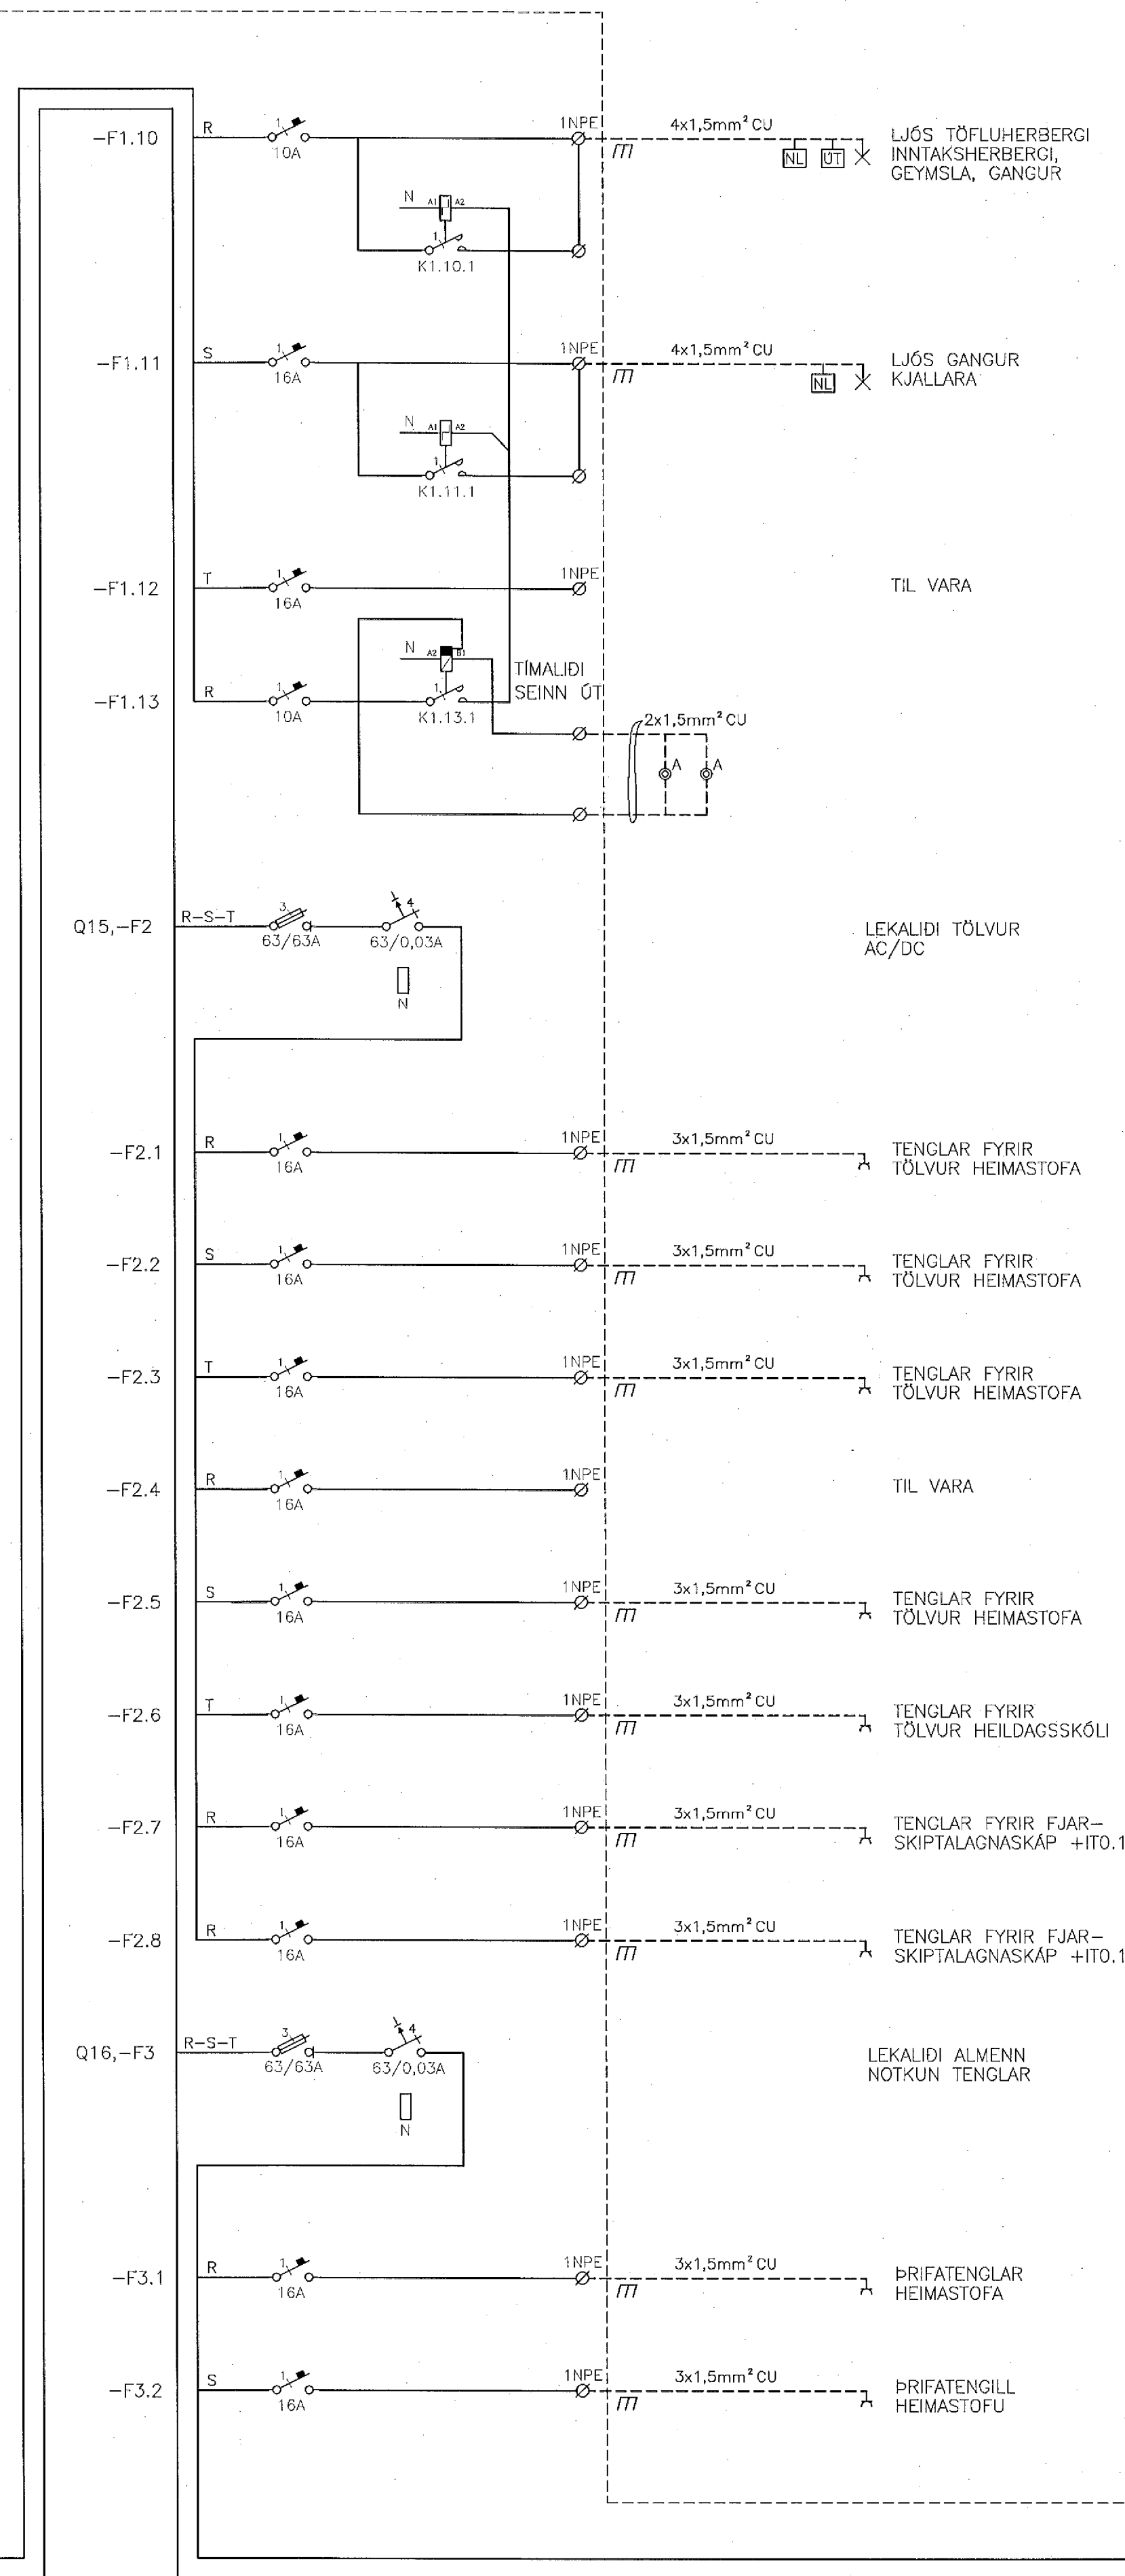 -F1.10 R 1 10A 1NPE 4x1,5mm² CU
NL ÚT
LJÓS TÖFLUHERBERGI
INNTAKSHERBERGI,
GEYMSLA, GANGUR
N A1 A2
1
K1.10.1
-F1.11 S 1 16A 1NPE 4x1,5mm² CU
NL
LJÓS GANGUR
KJALLARA
N A1 A2
1
K1.11.1
-F1.12 T 1 16A 1NPE
TIL VARA
N A2 B1
TÍMALIÐI
SEINN ÚT
-F1.13 R 1 10A 1 K1.13.1
2x1,5mm² CU
A A
Q15,-F2 R-S-T 3 63/63A 4 63/0,03A
N
LEKALIÐI TÖLVUR
AC/DC
-F2.1 R 1 16A 1NPE 3x1,5mm² CU
TENGLAR FYRIR
TÖLVUR HEIMASTOFA
-F2.2 S 1 16A 1NPE 3x1,5mm² CU
TENGLAR FYRIR
TÖLVUR HEIMASTOFA
-F2.3 T 1 16A 1NPE 3x1,5mm² CU
TENGLAR FYRIR
TÖLVUR HEIMASTOFA
-F2.4 R 1 16A 1NPE
TIL VARA
-F2.5 S 1 16A 1NPE 3x1,5mm² CU
TENGLAR FYRIR
TÖLVUR HEIMASTOFA
-F2.6 T 1 16A 1NPE 3x1,5mm² CU
TENGLAR FYRIR
TÖLVUR HEILDAGSSKÓLI
-F2.7 R 1 16A 1NPE 3x1,5mm² CU
TENGLAR FYRIR FJAR-
SKIPTALAGNASKÁP +IT0.1
-F2.8 R 1 16A 1NPE 3x1,5mm² CU
TENGLAR FYRIR FJAR-
SKIPTALAGNASKÁP +IT0.1
Q16,-F3 R-S-T 3 63/63A 4 63/0,03A
N
LEKALIÐI ALMENN
NOTKUN TENGLAR
-F3.1 R 1 16A 1NPE 3x1,5mm² CU
ÞRIFATENGLAR
HEIMASTOFA
-F3.2 S 1 16A 1NPE 3x1,5mm² CU
ÞRIFATENGILL
HEIMASTOFU